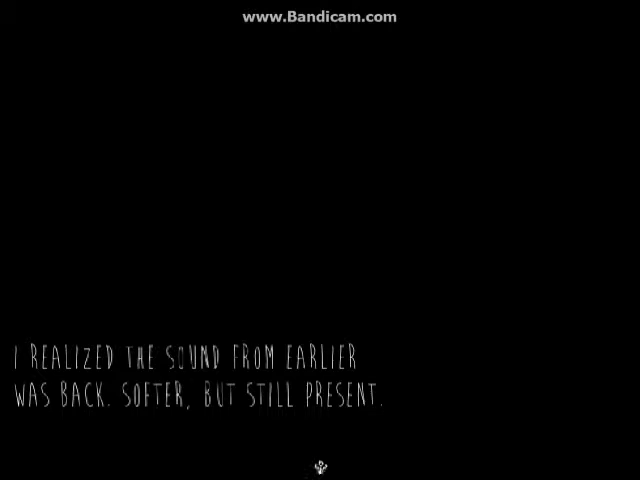 www.Bandicam.com
I REALIZED THE SOUND FROM EARLIER
WAS BACK. SOFTER, BUT STILL PRESENT.